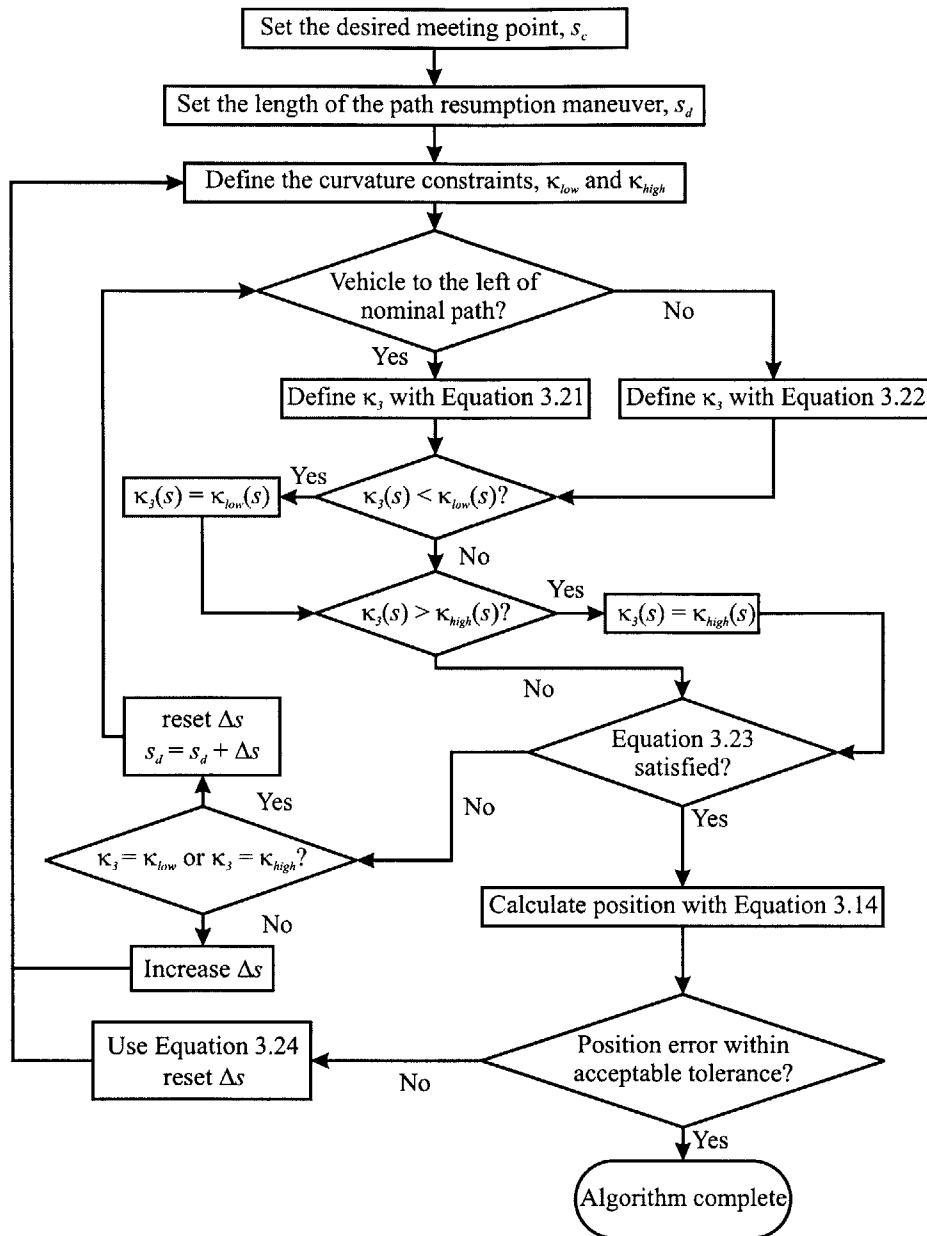 Set the desired meeting point, s_c
Set the length of the path resumption maneuver, s_d
Define the curvature constraints, κ_low and κ_high
Vehicle to the left of
nominal path?
No
Yes
Define κ_3 with Equation 3.21
Define κ_3 with Equation 3.22
Yes
κ_3(s) = κ_low(s)
κ_3(s) < κ_low(s)?
No
Yes
κ_3(s) > κ_high(s)?
κ_3(s) = κ_high(s)
No
reset Δs
s_d = s_d + Δs
Equation 3.23
satisfied?
Yes
No
Yes
κ_3 = κ_low or κ_3 = κ_high?
No
Calculate position with Equation 3.14
Increase Δs
Use Equation 3.24
reset Δs
No
Position error within
acceptable tolerance?
Yes
Algorithm complete